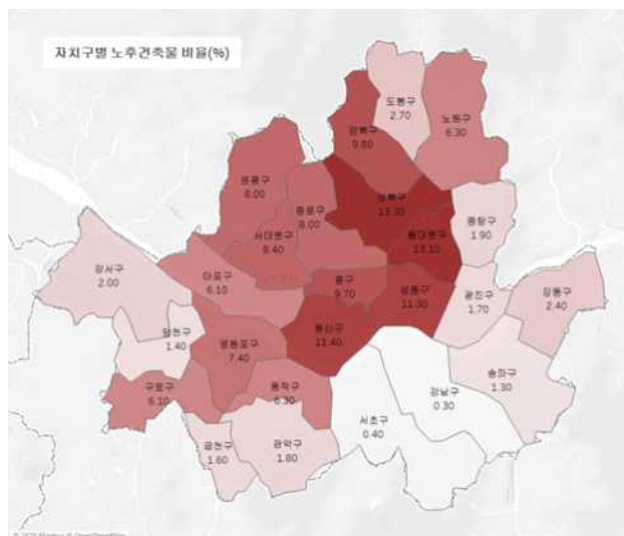 자치구별 노후건축물 비율(%)
도봉구
2.70
노원구
6.30
강북구
9.80
은평구
8.00
성북구
13.30
종로구
8.00
중랑구
1.90
동대문구
13.10
서대문구
8.40
강서구
2.00
마포구
6.10
중구
9.70
성동구
11.30
광진구
1.70
강동구
2.40
양천구
1.40
영등포구
7.40
용산구
11.40
송파구
1.30
구로구
6.10
동작구
6.30
강남구
0.30
서초구
0.40
금천구
1.60
관악구
1.80